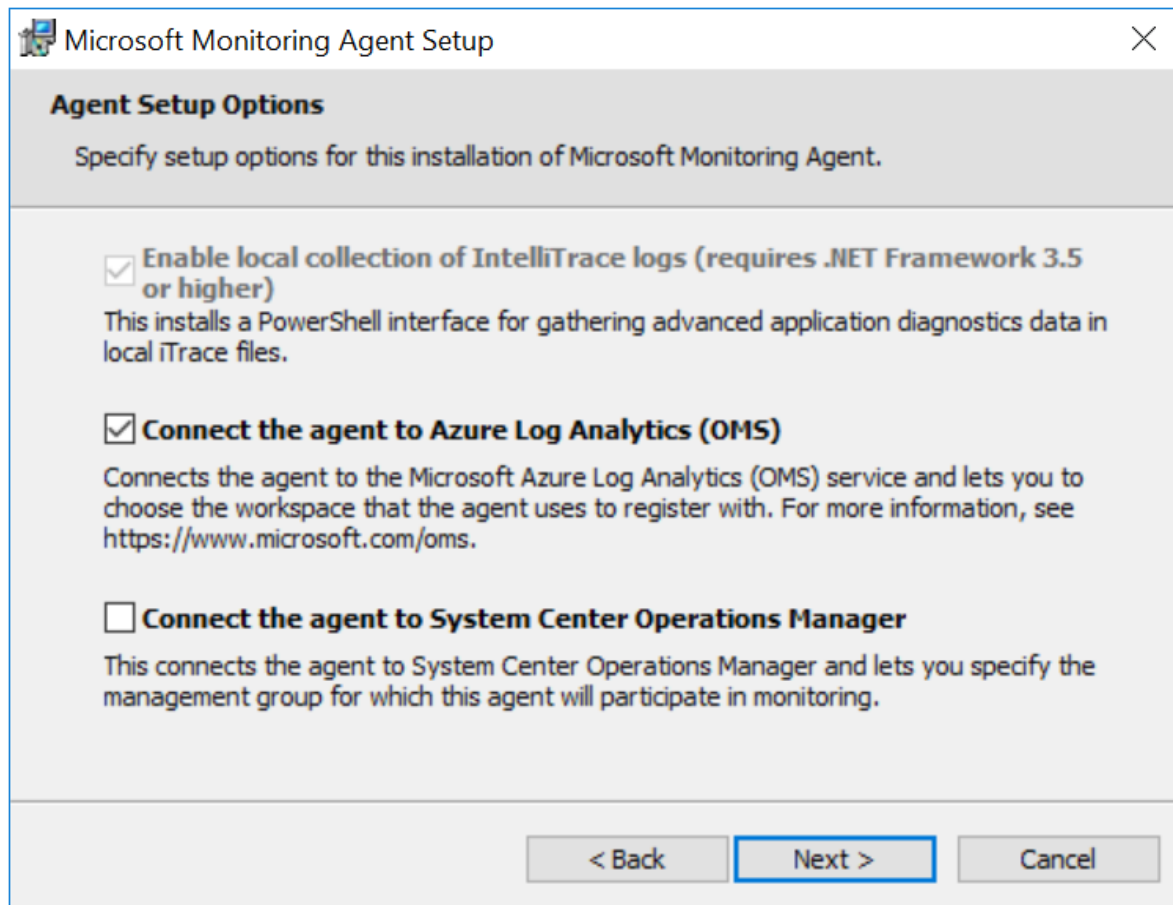 Microsoft Monitoring Agent Setup
Agent Setup Options
Specify setup options for this installation of Microsoft Monitoring Agent.
Enable local collection of IntelliTrace logs (requires .NET Framework 3.5
or higher)
This installs a PowerShell interface for gathering advanced application diagnostics data in
local iTrace files.
Connect the agent to Azure Log Analytics (OMS)
Connects the agent to the Microsoft Azure Log Analytics (OMS) service and lets you to
choose the workspace that the agent uses to register with. For more information, see
https://www.microsoft.com/oms.
Connect the agent to System Center Operations Manager
This connects the agent to System Center Operations Manager and lets you specify the
management group for which this agent will participate in monitoring.
< Back Next > Cancel